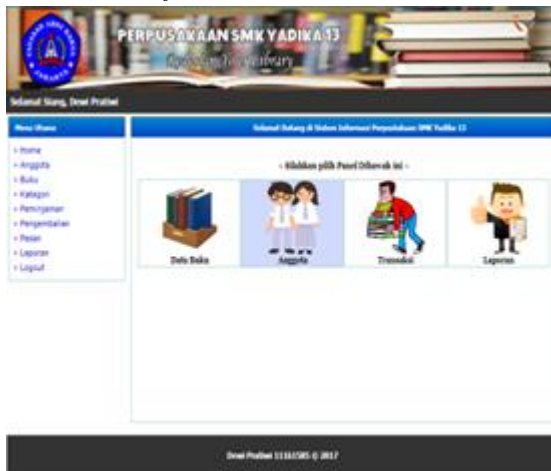 PERPUSAKAAN SMK YADIKA 13
Selamat Siang, Dewi Pratiwi
Menu Utama
Selamat Datang di Sistem Informasi Perpustakaan SMK Yadika 13
» Home
» Anggota
» Buku
» Kategori
» Peminjaman
» Pengembalian
» Pesan
» Laporan
» Logout
- Silahkan pilih Panel Dibawah ini -
Data Buku
Anggota
Transaksi
Laporan
Dewi Pratiwi 11161585 © 2017